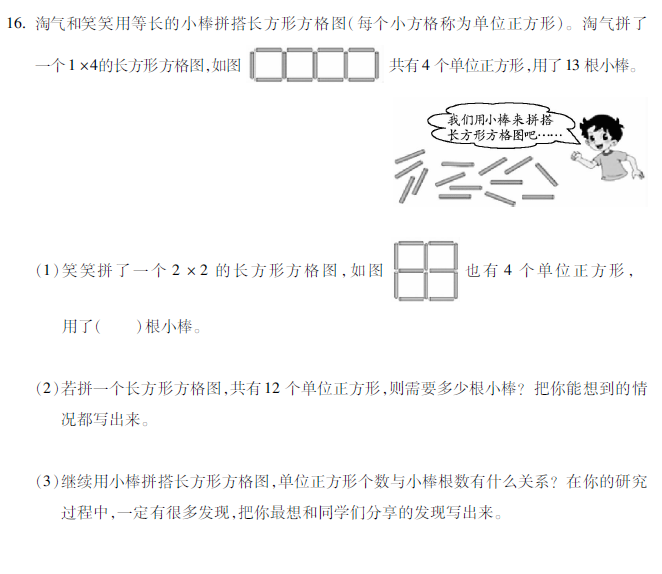 16. 淘气和笑笑用等长的小棒拼搭长方形方格图(每个小方格称为单位正方形)。淘气拼了
一个1×4的长方形方格图,如图 共有4个单位正方形,用了13根小棒。
我们用小棒来拼搭
长方形方格图吧……
(1)笑笑拼了一个2×2的长方形方格图,如图 也有4个单位正方形,
用了( )根小棒。
(2)若拼一个长方形方格图,共有12个单位正方形,则需要多少根小棒?把你能想到的情
况都写出来。
(3)继续用小棒拼搭长方形方格图,单位正方形个数与小棒根数有什么关系?在你的研究
过程中,一定有很多发现,把你最想和同学们分享的发现写出来。